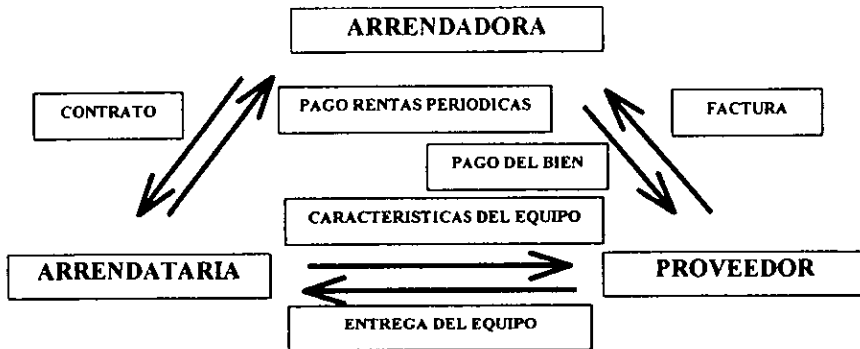 ARRENDADORA
CONTRATO
PAGO RENTAS PERIODICAS
FACTURA
PAGO DEL BIEN
CARACTERISTICAS DEL EQUIPO
ARRENDATARIA
PROVEEDOR
ENTREGA DEL EQUIPO